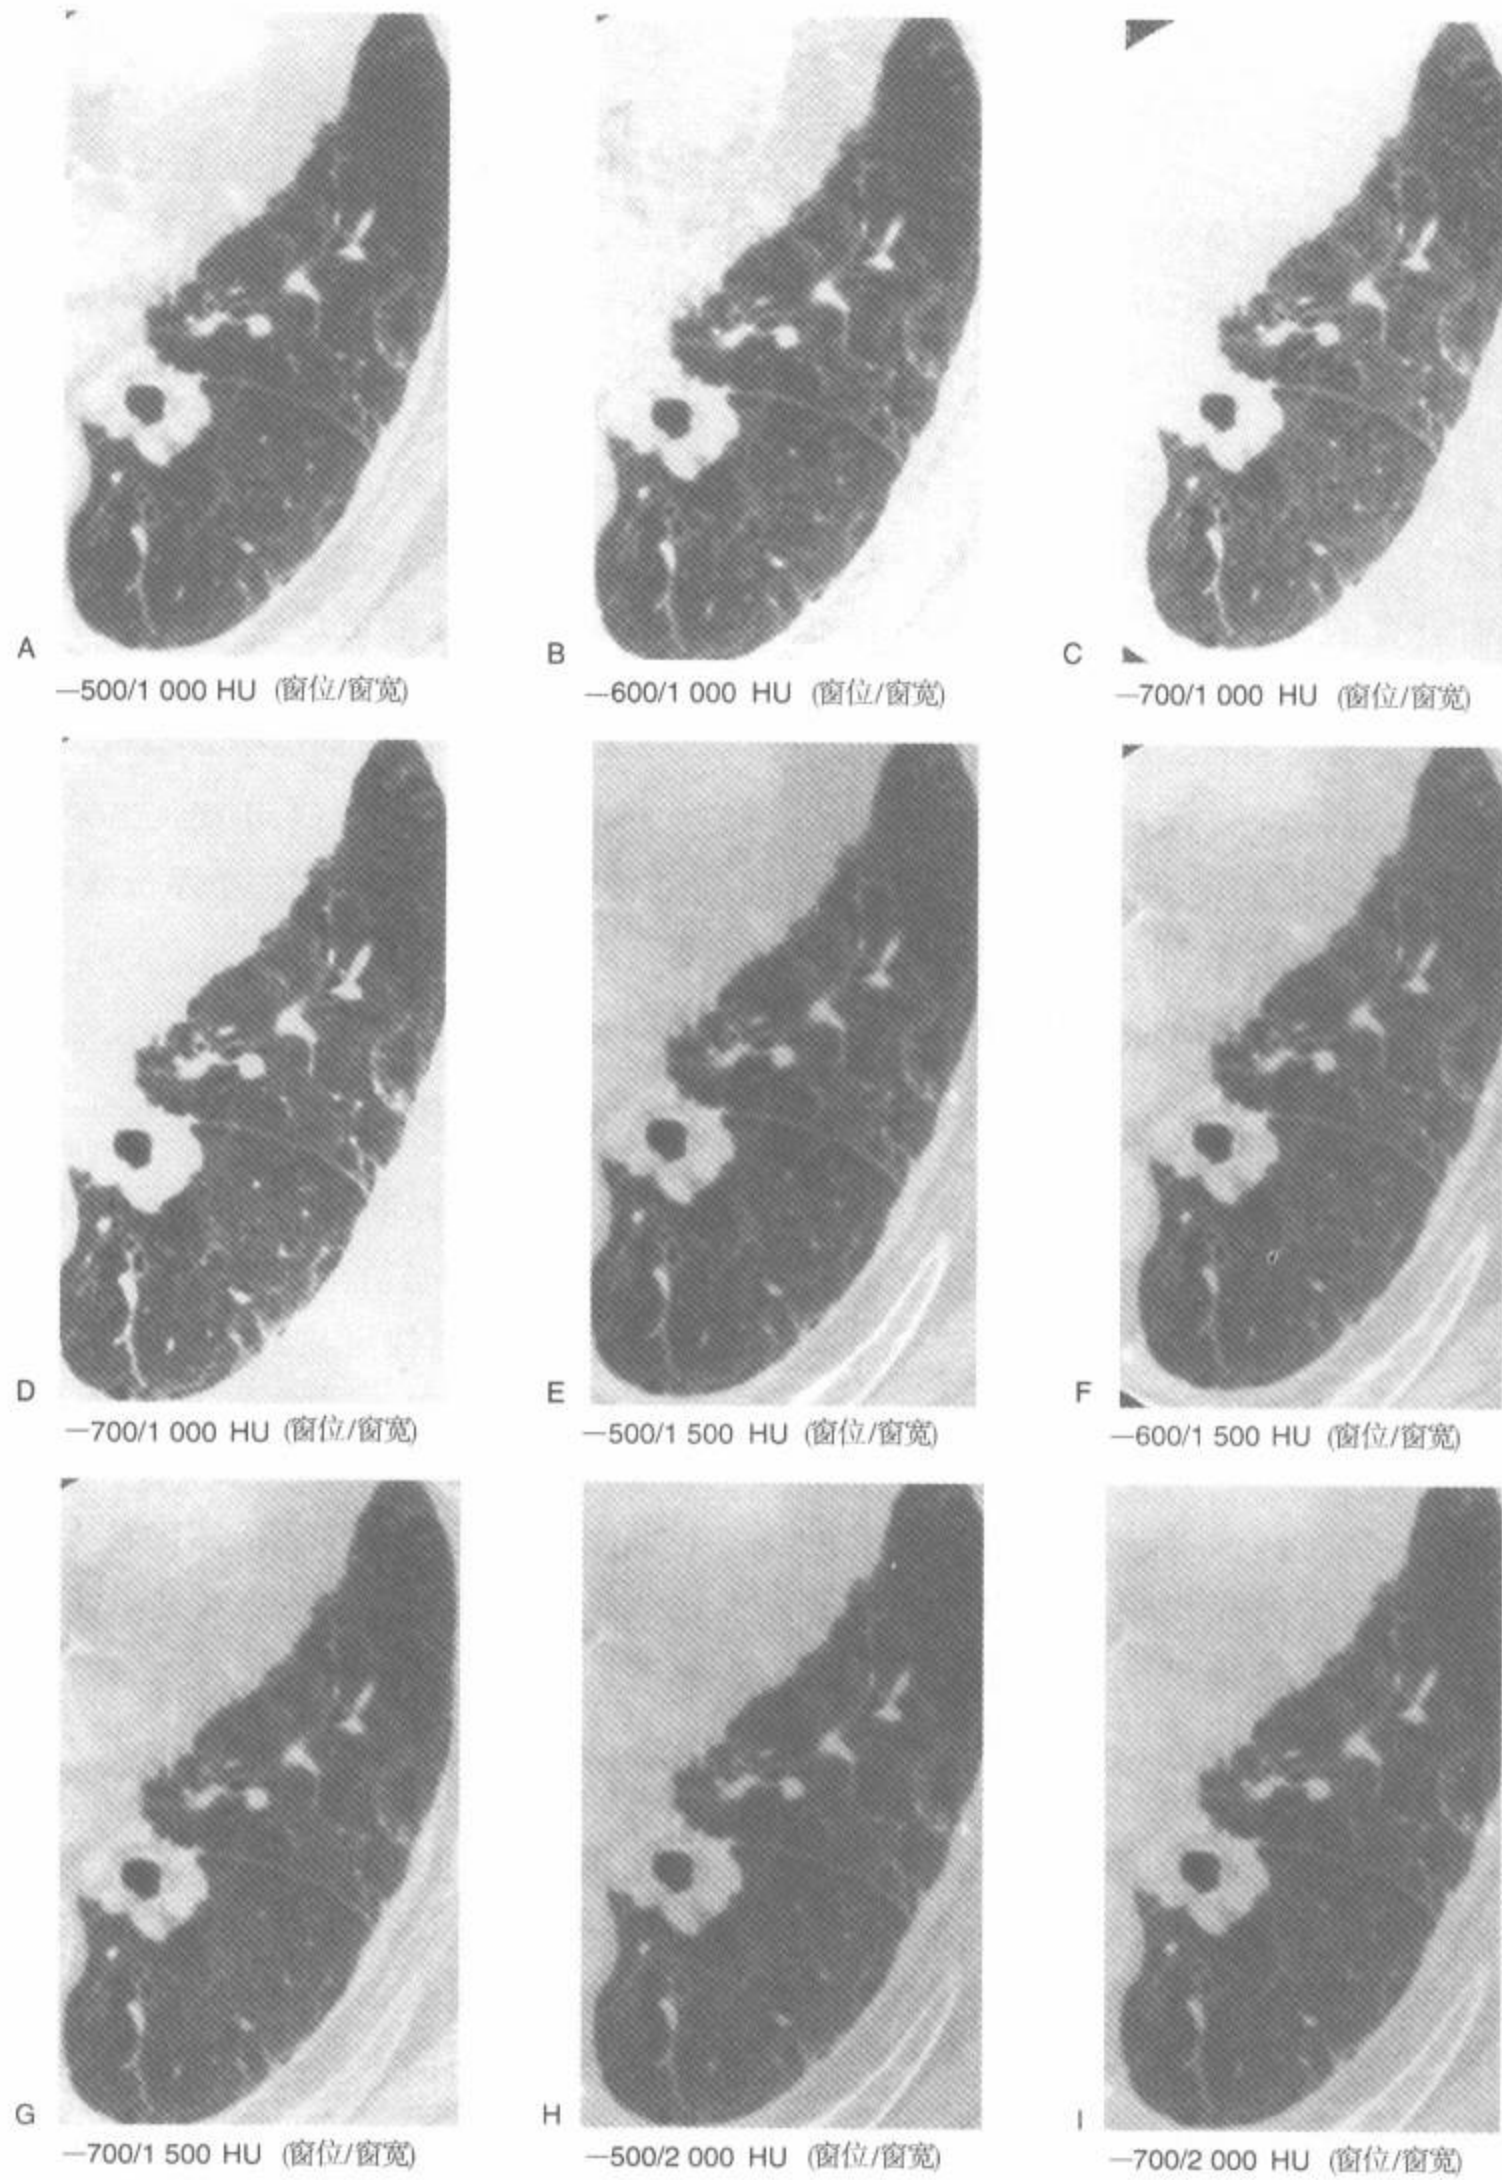 A
—500/1 000 HU (窗位/窗宽)
B
—600/1 000 HU (窗位/窗宽)
C
—700/1 000 HU (窗位/窗宽)
D
—700/1 000 HU (窗位/窗宽)
E
—500/1 500 HU (窗位/窗宽)
F
—600/1 500 HU (窗位/窗宽)
G
—700/1 500 HU (窗位/窗宽)
H
—500/2 000 HU (窗位/窗宽)
I
—700/2 000 HU (窗位/窗宽)